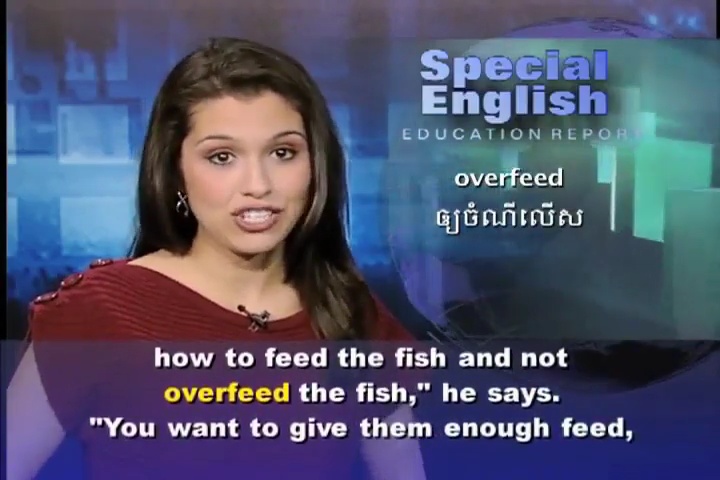 Special
English
EDUCATION REPORT
overfeed
ឲ្យចំណីលើស
how to feed the fish and not
overfeed the fish," he says.
"You want to give them enough feed,